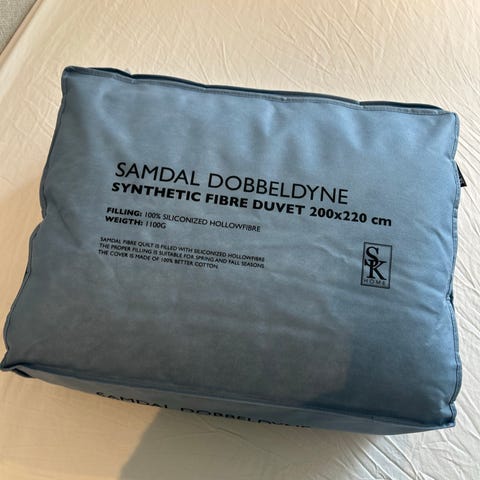 SAMDAL DOBBELDYNE
SYNTHETIC FIBRE DUVET 200x220 cm
FILLING: 100% SILICONIZED HOLLOWFIBRE
WEIGTH: 1100G
SAMDAL FIBRE QUILT IS FILLED WITH SILICONIZED HOLLOWFIBRE
THE PROPER FILLING IS SUITABLE FOR SPRING AND FALL SEASONS.
THE COVER IS MADE OF 100% BETTER COTTON.
SK
HOME
SAMDAL DOBBELDYNE